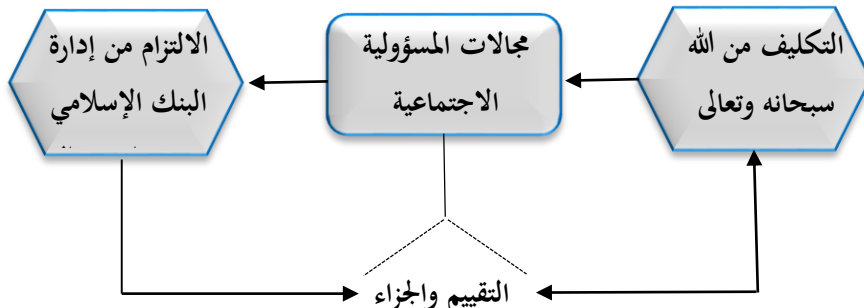 التكليف من الله
سبحانه وتعالى
مجالات المسؤولية
الاجتماعية
الالتزام من إدارة
البنك الإسلامي
التقييم والجزاء